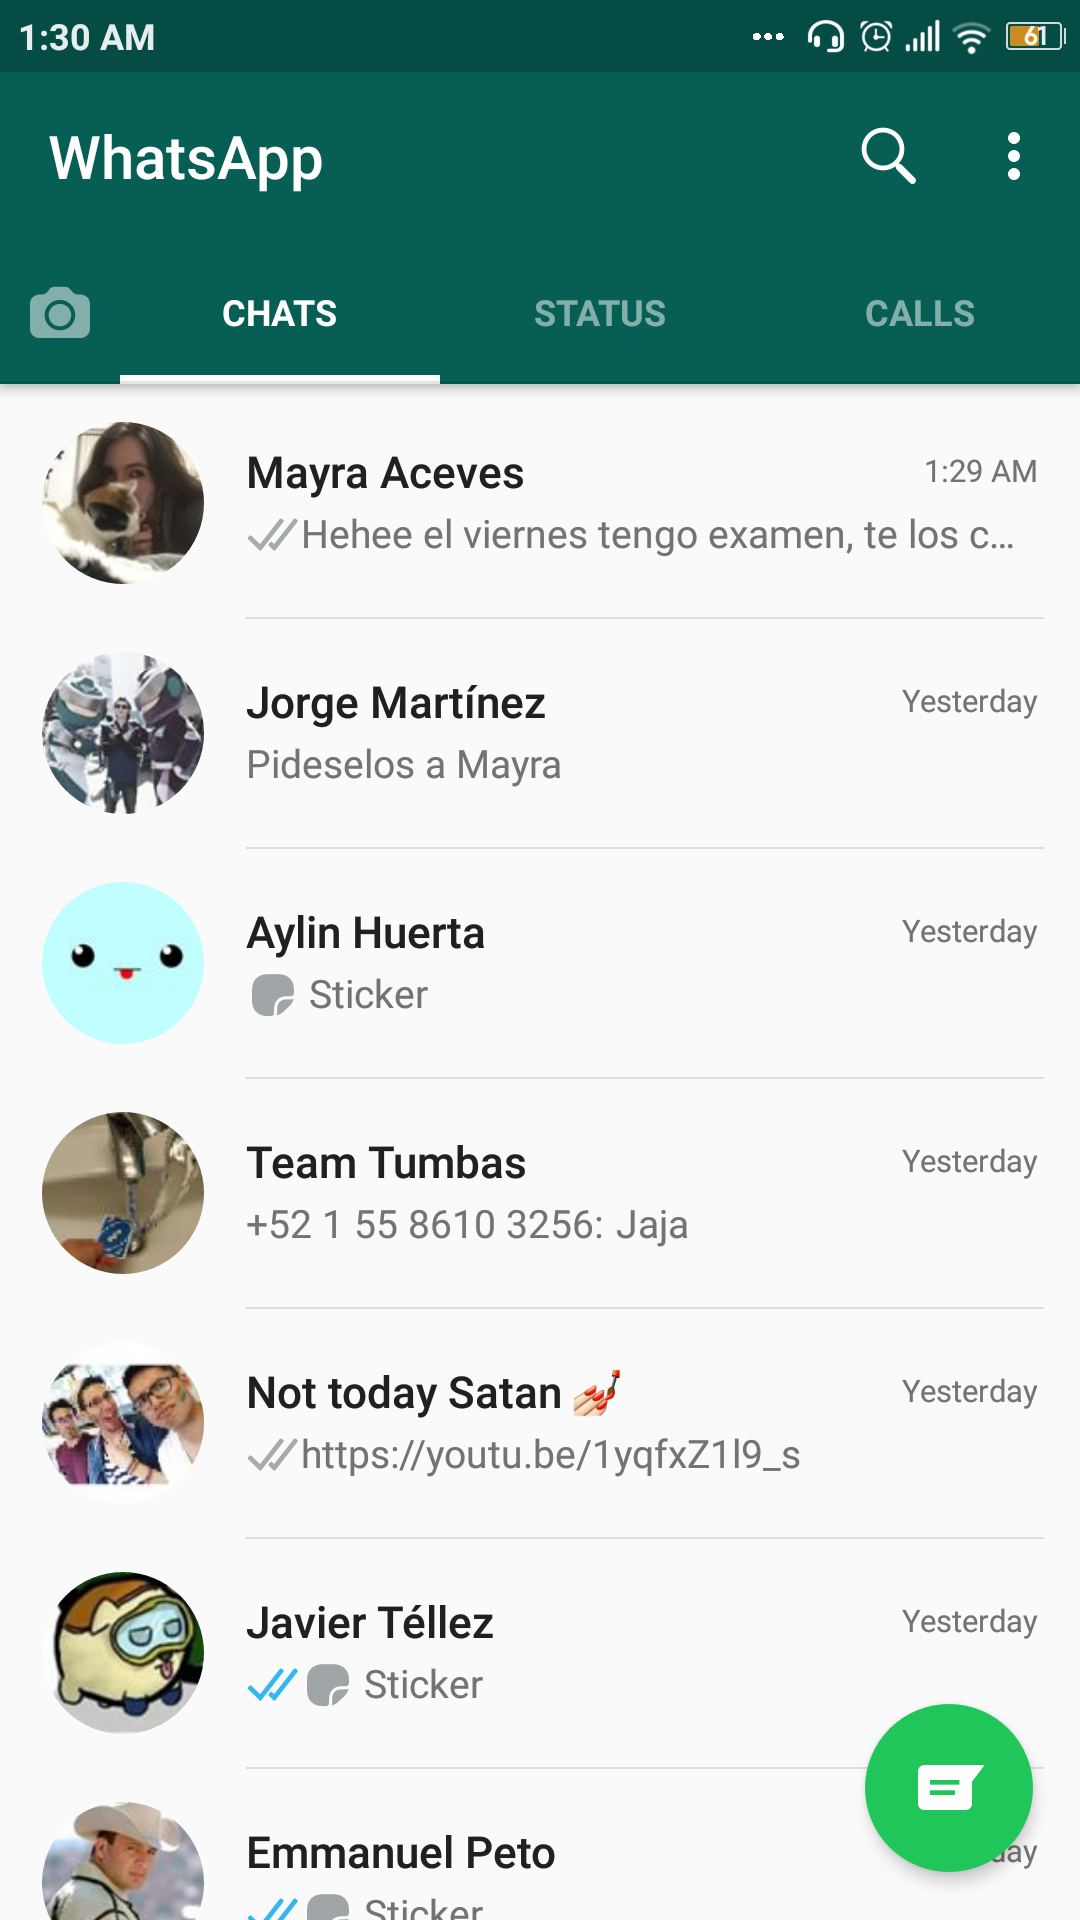 1:30 AM
61
WhatsApp
CHATS
STATUS
CALLS
Mayra Aceves
1:29 AM
Hehee el viernes tengo examen, te los c...
Jorge Martínez
Yesterday
Pideselos a Mayra
Aylin Huerta
Yesterday
Sticker
Team Tumbas
Yesterday
+52 1 55 8610 3256: Jaja
Not today Satan 💅🏻
Yesterday
https://youtu.be/1yqfxZ1l9_s
Javier Téllez
Yesterday
Sticker
Emmanuel Peto
Sticker